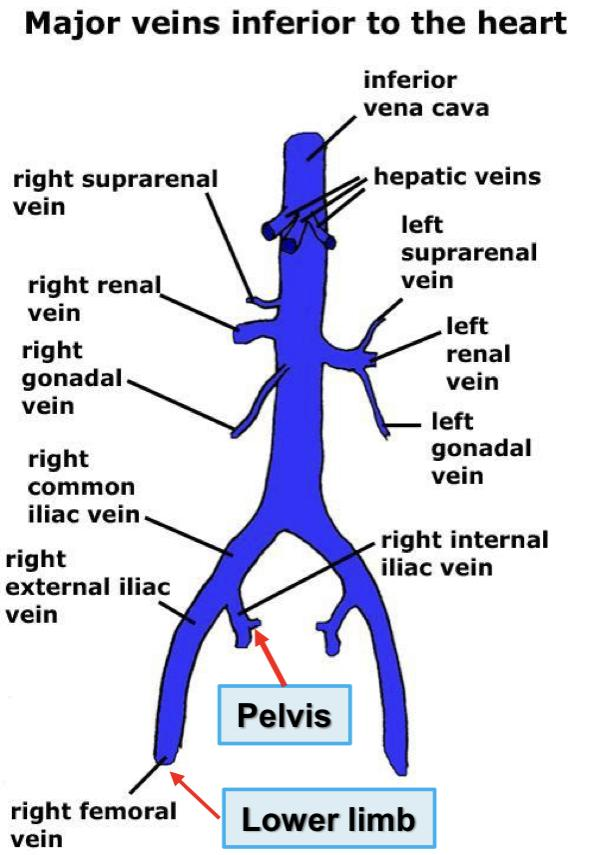 Major veins inferior to the heart
inferior
vena cava
right suprarenal
vein
hepatic veins
left
suprarenal
vein
right renal
vein
left
renal
vein
right
gonadal
vein
left
gonadal
vein
right
common
iliac vein
right internal
iliac vein
right
external iliac
vein
Pelvis
right femoral
vein
Lower limb